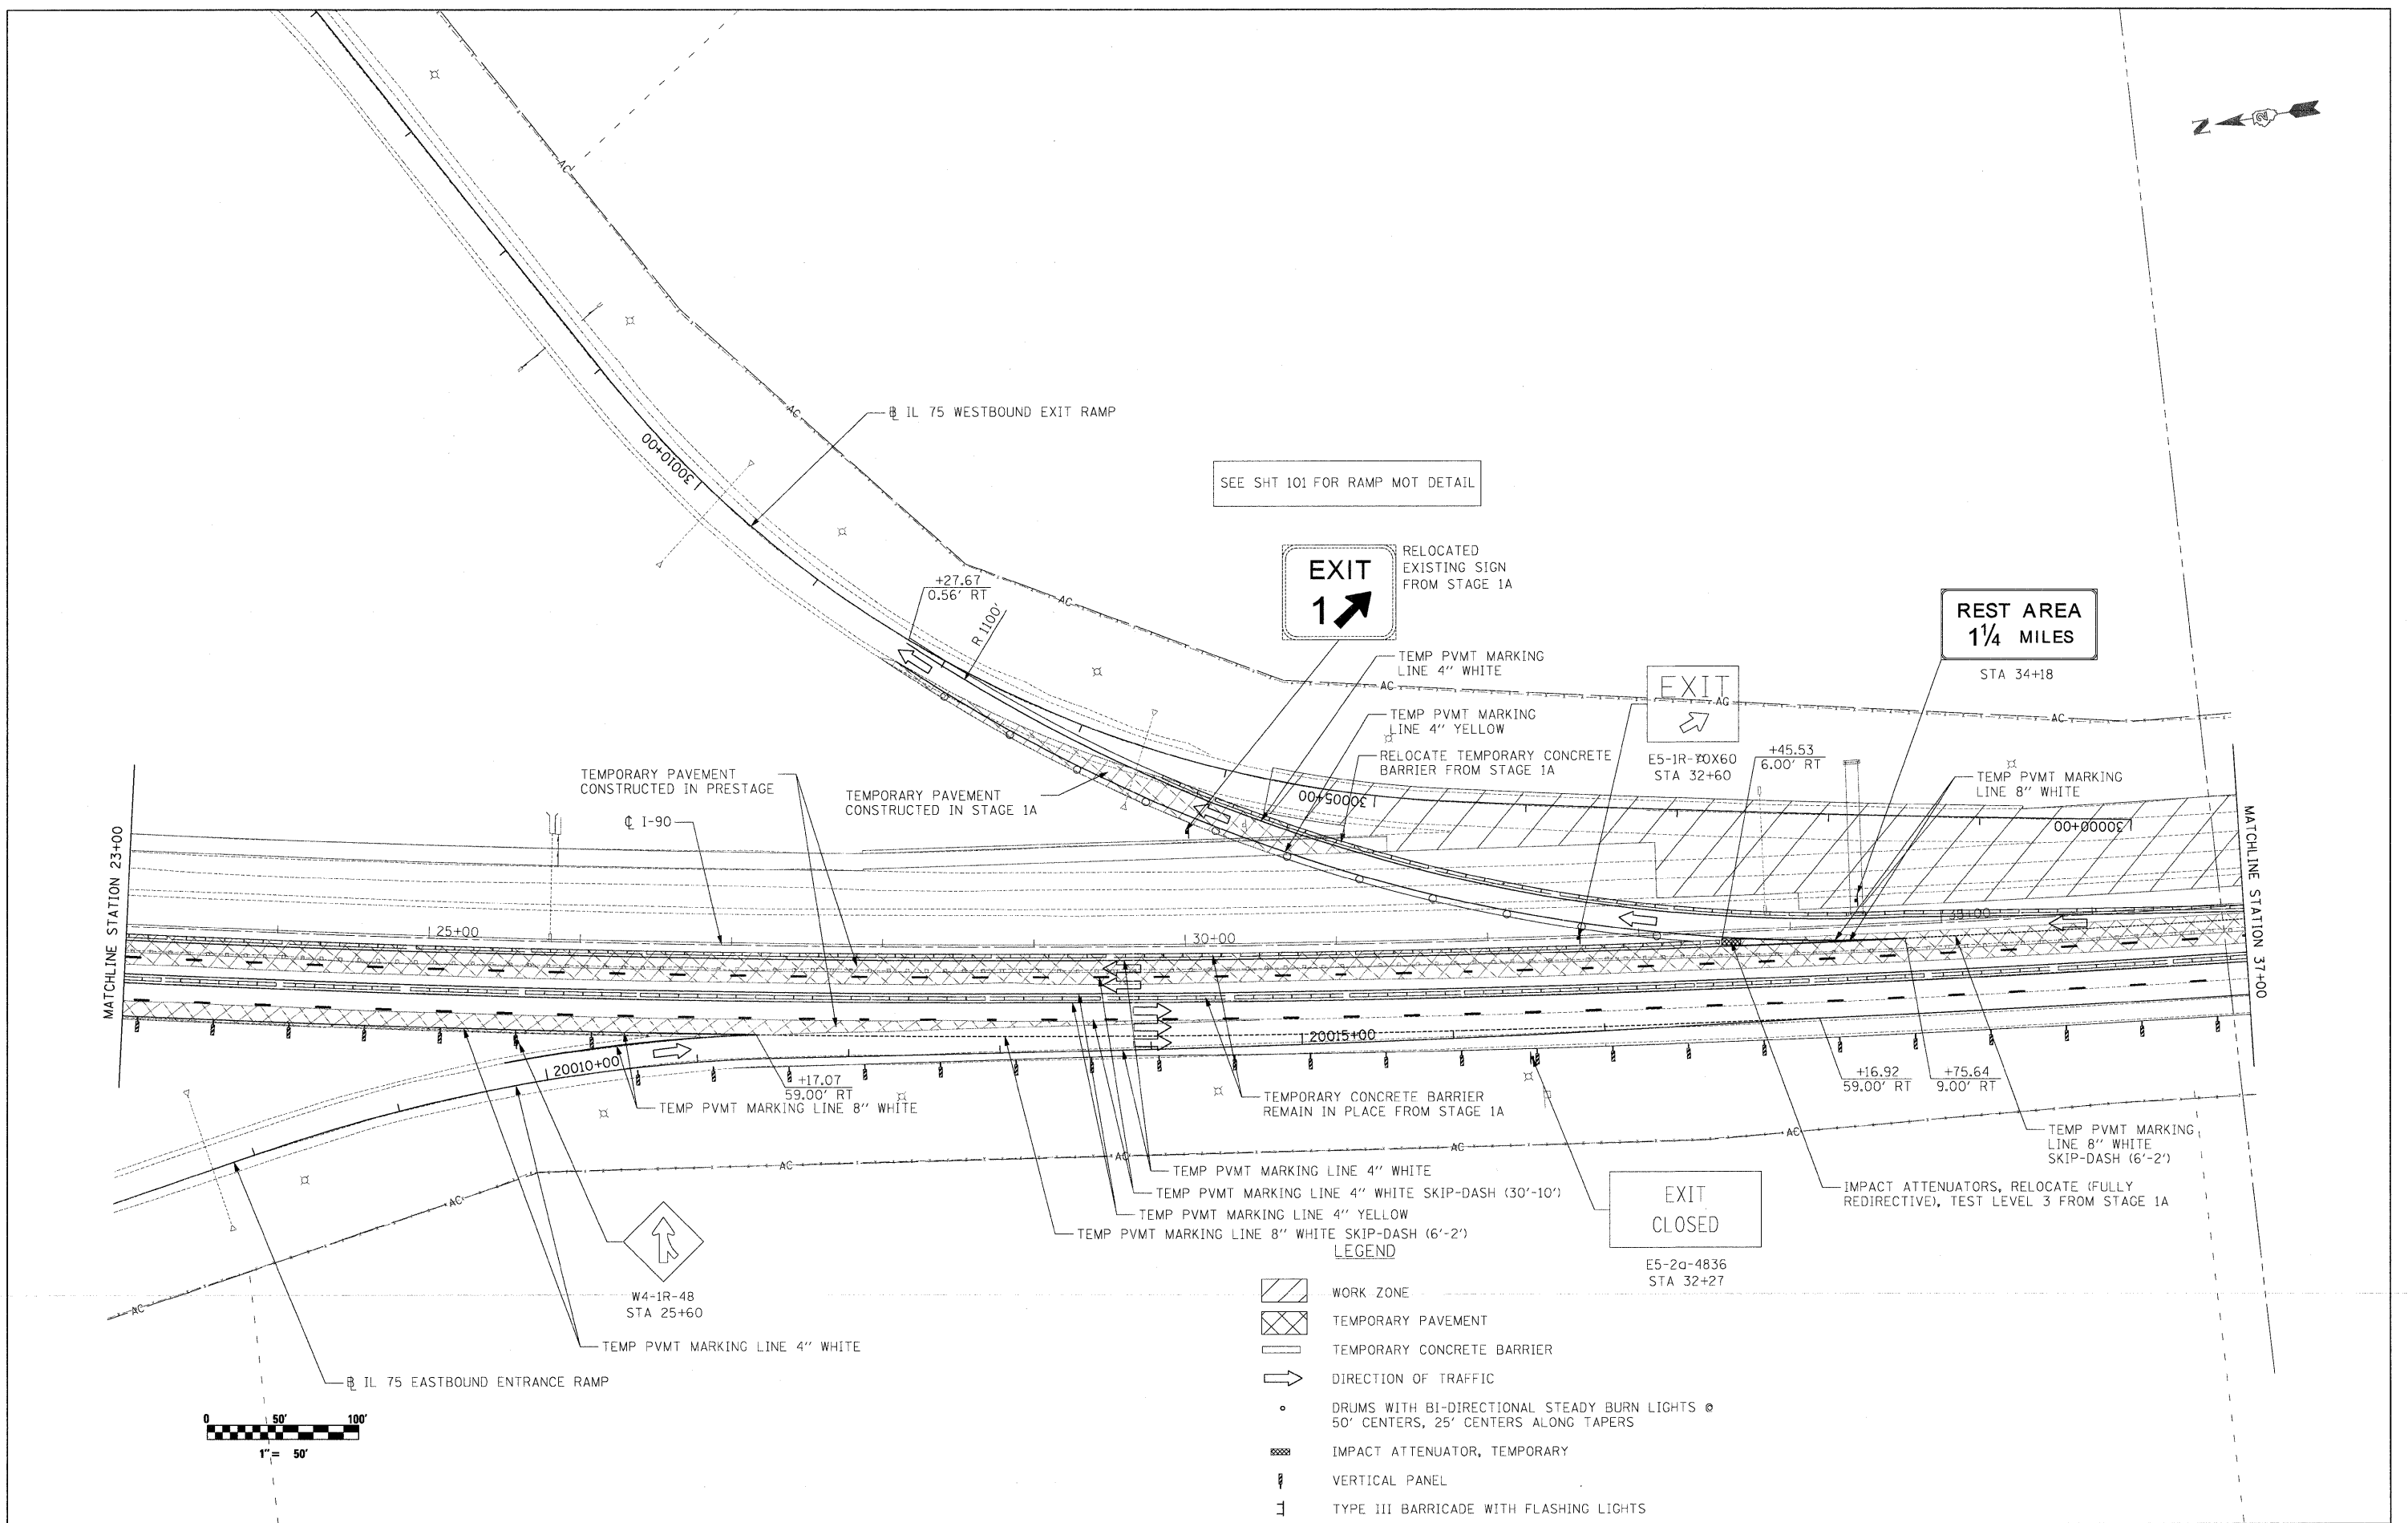 N
℄ IL 75 WESTBOUND EXIT RAMP
30010+00
SEE SHT 101 FOR RAMP MOT DETAIL
EXIT
1
RELOCATED
EXISTING SIGN
FROM STAGE 1A
+27.67
0.56' RT
R 1100'
REST AREA
1¼ MILES
STA 34+18
TEMP PVMT MARKING
LINE 4" WHITE
EXIT
TEMP PVMT MARKING
LINE 4" YELLOW
RELOCATE TEMPORARY CONCRETE
BARRIER FROM STAGE 1A
STA 32+60
+45.53
6.00' RT
TEMP PVMT MARKING
LINE 8" WHITE
TEMPORARY PAVEMENT
CONSTRUCTED IN PRESTAGE
TEMPORARY PAVEMENT
CONSTRUCTED IN STAGE 1A
℄ I-90
30005+00
30000+00
MATCHLINE STATION 23+00
MATCHLINE STATION 37+00
25+00
30+00
20010+00
20015+00
+17.07
59.00' RT
TEMP PVMT MARKING LINE 8" WHITE
TEMPORARY CONCRETE BARRIER
REMAIN IN PLACE FROM STAGE 1A
+16.92
59.00' RT
+75.64
9.00' RT
TEMP PVMT MARKING
LINE 8" WHITE
SKIP-DASH (6'-2')
TEMP PVMT MARKING LINE 4" WHITE
TEMP PVMT MARKING LINE 4" WHITE SKIP-DASH (30'-10')
TEMP PVMT MARKING LINE 4" YELLOW
TEMP PVMT MARKING LINE 8" WHITE SKIP-DASH (6'-2')
IMPACT ATTENUATORS, RELOCATE (FULLY
REDIRECTIVE), TEST LEVEL 3 FROM STAGE 1A
EXIT
CLOSED
E5-2a-4836
STA 32+27
W4-1R-48
STA 25+60
TEMP PVMT MARKING LINE 4" WHITE
℄ IL 75 EASTBOUND ENTRANCE RAMP
0 50' 100'
1" = 50'
LEGEND
WORK ZONE
TEMPORARY PAVEMENT
TEMPORARY CONCRETE BARRIER
DIRECTION OF TRAFFIC
DRUMS WITH BI-DIRECTIONAL STEADY BURN LIGHTS @
50' CENTERS, 25' CENTERS ALONG TAPERS
IMPACT ATTENUATOR, TEMPORARY
VERTICAL PANEL
TYPE III BARRICADE WITH FLASHING LIGHTS
AC
AC
AC
AC
AC
AC
AC
AC
AC
AC
AC